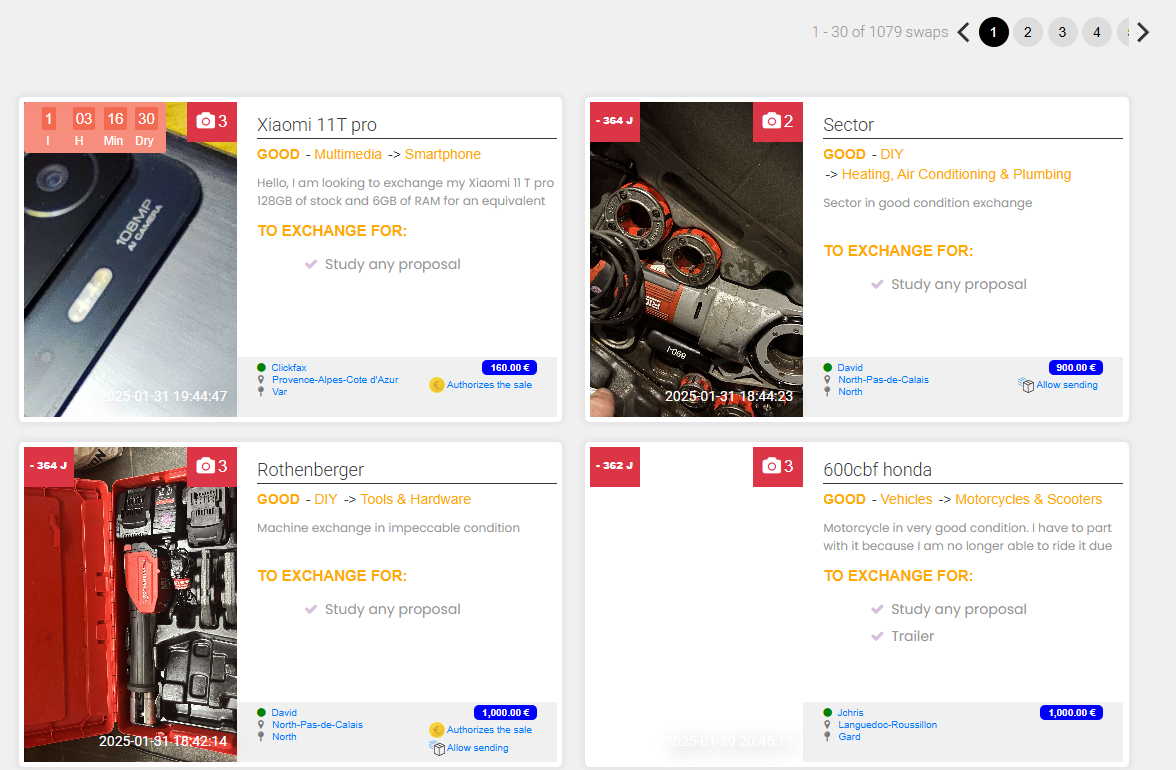 1 - 30 of 1079 swaps
1
2
3
4
1 03 16 30
I H Min Dry
3
108MP
AI CAMERA
2025-01-31 19:44:47
Xiaomi 11T pro
GOOD - Multimedia -> Smartphone
Hello, I am looking to exchange my Xiaomi 11 T pro
128GB of stock and 6GB of RAM for an equivalent
TO EXCHANGE FOR:
Study any proposal
Clickfax
160.00 €
Provence-Alpes-Cote d'Azur
Authorizes the sale
Var
- 364 J
2
2025-01-31 18:44:23
Sector
GOOD - DIY
-> Heating, Air Conditioning & Plumbing
Sector in good condition exchange
TO EXCHANGE FOR:
Study any proposal
David
900.00 €
North-Pas-de-Calais
Allow sending
North
- 364 J
3
2025-01-31 18:42:14
Rothenberger
GOOD - DIY -> Tools & Hardware
Machine exchange in impeccable condition
TO EXCHANGE FOR:
Study any proposal
David
1,000.00 €
North-Pas-de-Calais
Authorizes the sale
North
Allow sending
- 362 J
3
2025-01-29 20:45:17
600cbf honda
GOOD - Vehicles -> Motorcycles & Scooters
Motorcycle in very good condition. I have to part
with it because I am no longer able to ride it due
TO EXCHANGE FOR:
Study any proposal
Trailer
Jchris
1,000.00 €
Languedoc-Roussillon
Gard